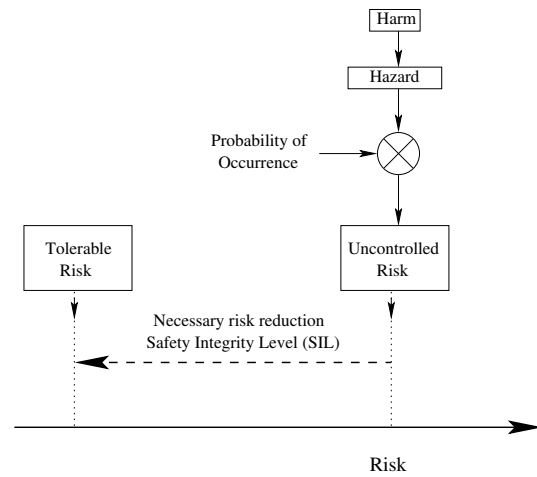 Harm
Hazard
Probability of
Occurrence
Tolerable
Risk
Uncontrolled
Risk
Necessary risk reduction
Safety Integrity Level (SIL)
Risk